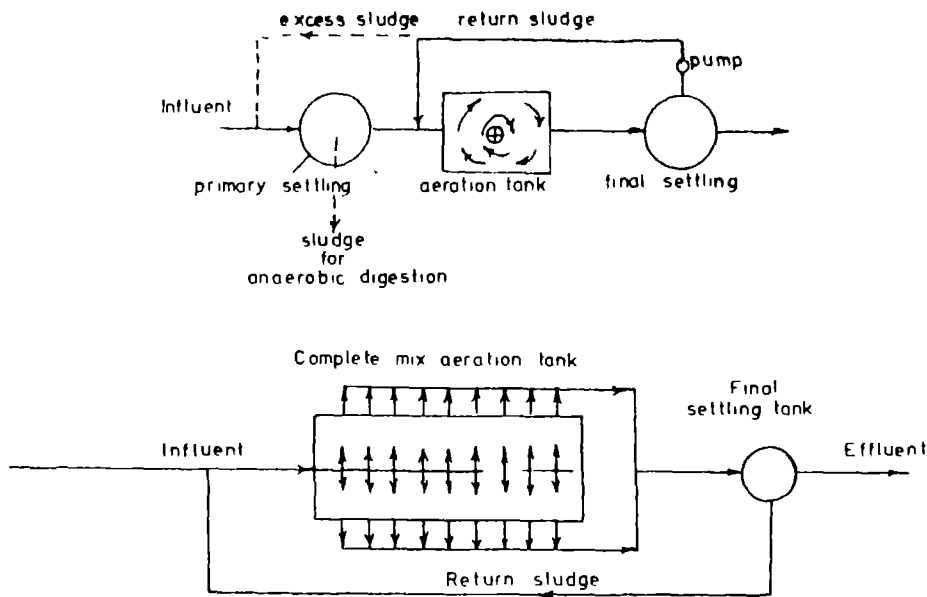 excess sludge
return sludge
pump
Influent
primary settling
aeration tank
final settling
sludge
for
anaerobic digestion
Complete mix aeration tank
Final
settling tank
Influent
Effluent
Return sludge